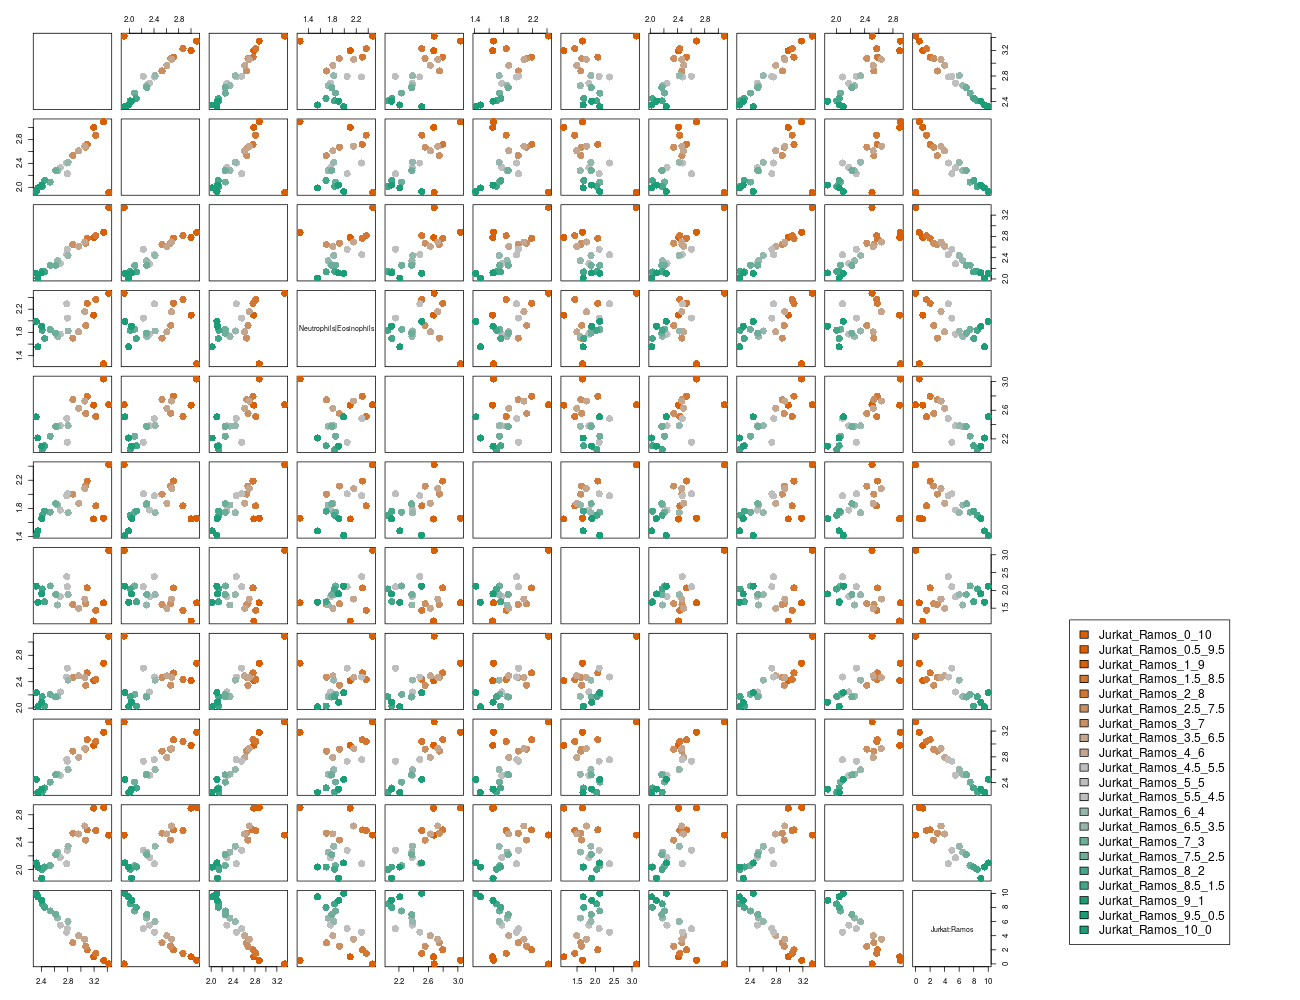 2.0 2.4 2.8 1.4 1.8 2.2 1.4 1.8 2.2 2.0 2.4 2.8 2.0 2.4 2.8
2.4 2.8 3.2
2.0 2.4 2.8
2.0 2.4 2.8 3.2
1.4 1.8 2.2
Neutrophils|Eosinophils
2.2 2.6 3.0
1.4 1.8 2.2
1.5 2.0 2.5 3.0
2.0 2.4 2.8
2.4 2.8 3.2
2.0 2.4 2.8
Jurkat:Ramos
0 2 4 6 8 10
2.4 2.8 3.2 2.0 2.4 2.8 3.2 2.2 2.6 3.0 1.5 2.0 2.5 3.0 2.4 2.8 3.2 0 2 4 6 8 10
Jurkat_Ramos_0_10
Jurkat_Ramos_0.5_9.5
Jurkat_Ramos_1_9
Jurkat_Ramos_1.5_8.5
Jurkat_Ramos_2_8
Jurkat_Ramos_2.5_7.5
Jurkat_Ramos_3_7
Jurkat_Ramos_3.5_6.5
Jurkat_Ramos_4_6
Jurkat_Ramos_4.5_5.5
Jurkat_Ramos_5_5
Jurkat_Ramos_5.5_4.5
Jurkat_Ramos_6_4
Jurkat_Ramos_6.5_3.5
Jurkat_Ramos_7_3
Jurkat_Ramos_7.5_2.5
Jurkat_Ramos_8_2
Jurkat_Ramos_8.5_1.5
Jurkat_Ramos_9_1
Jurkat_Ramos_9.5_0.5
Jurkat_Ramos_10_0